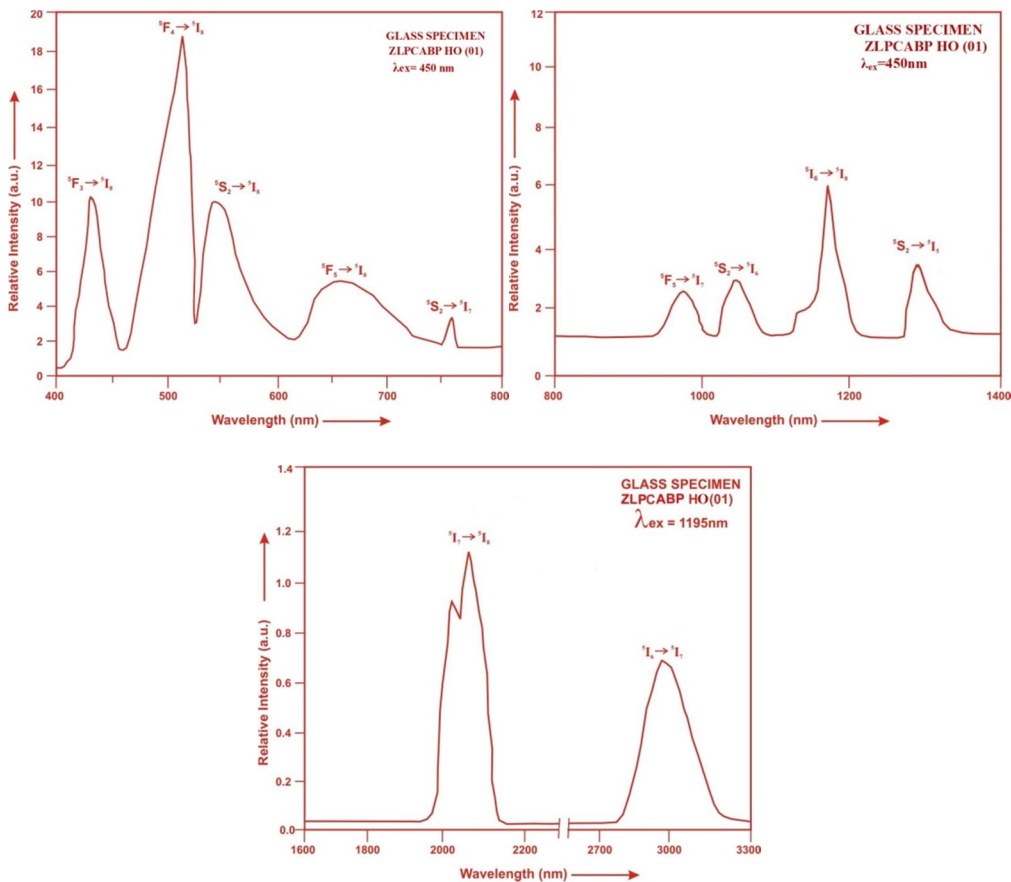 20
18
16
14
12
10
8
6
4
2
0
400
500
600
700
800
Relative Intensity (a.u.)
Wavelength (nm)
⁵F₄→⁵I₈
GLASS SPECIMEN
ZLPCABP HO (01)
λex= 450 nm
⁵F₃→⁵I₈
⁵S₂→⁵I₈
⁵F₅→⁵I₈
⁵S₂→⁵I₇
12
10
8
6
4
2
0
800
1000
1200
1400
Relative Intensity (a.u.)
Wavelength (nm)
GLASS SPECIMEN
ZLPCABP HO (01)
λex=450nm
⁵I₆→⁵I₈
⁵S₂→⁵I₅
⁵F₅→⁵I₇
⁵S₂→⁵I₆
1.4
1.2
1.0
0.8
0.6
0.4
0.2
0.0
1600
2000
2200
2700
3000
3300
Relative Intensity (a.u.)
Wavelength (nm)
GLASS SPECIMEN
ZLPCABP HO(01)
λex = 1195nm
⁵I₇→⁵I₈
⁵I₆→⁵I₇